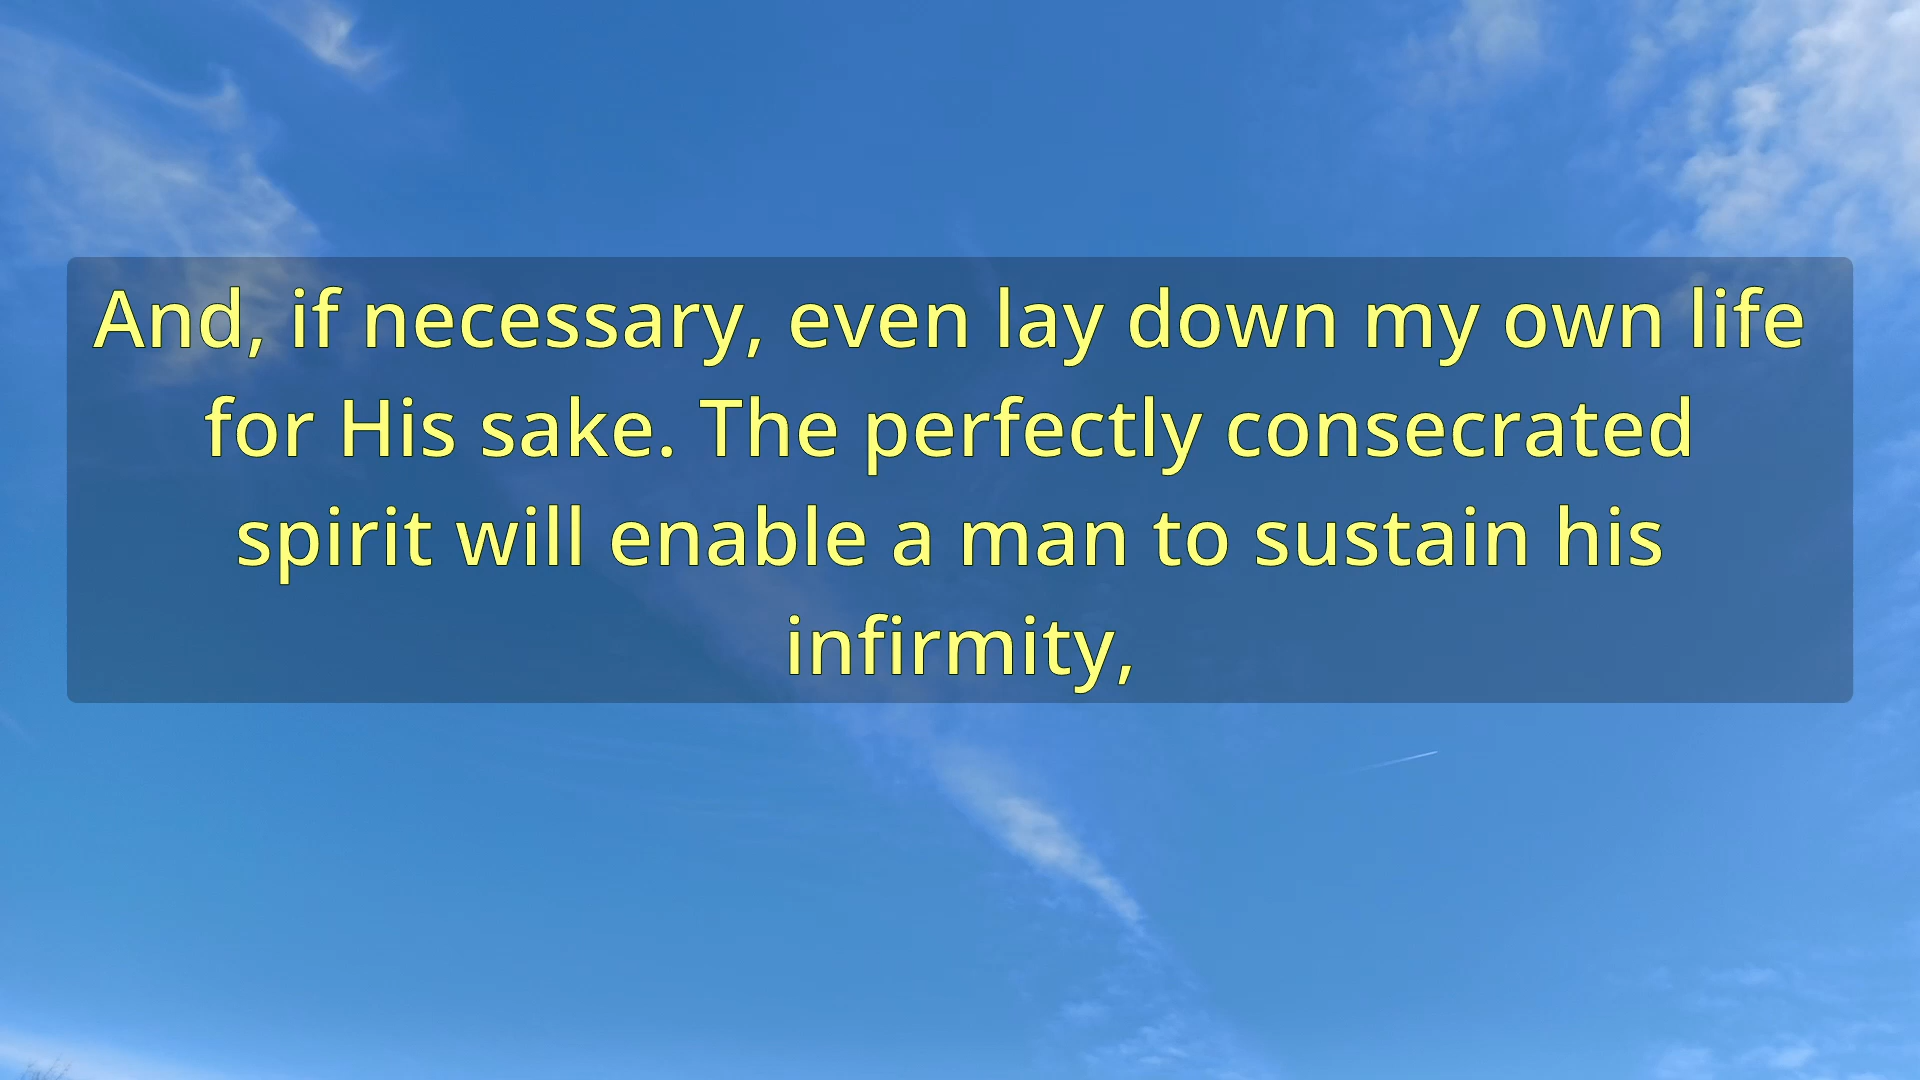 And, if necessary, even lay down my own life
for His sake. The perfectly consecrated
spirit will enable a man to sustain his
infirmity,